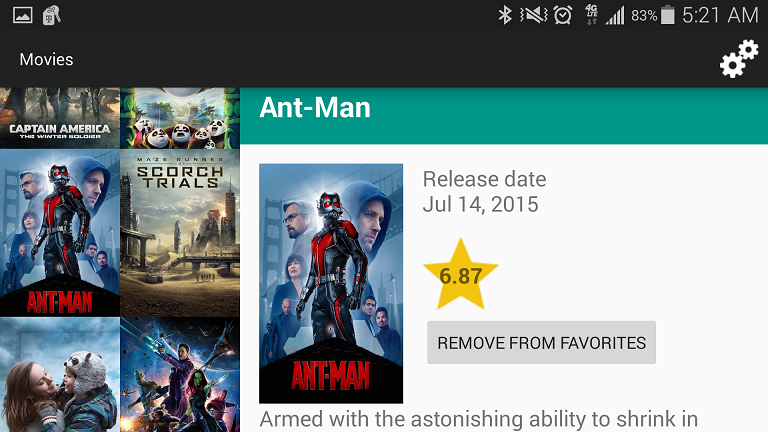 4G
LTE
83%
5:21 AM
Movies
CAPTAIN AMERICA
THE WINTER SOLDIER
MAZE RUNNER
SCORCH
TRIALS
ANT-MAN
Ant-Man
ANT-MAN
Release date
Jul 14, 2015
6.87
REMOVE FROM FAVORITES
Armed with the astonishing ability to shrink in